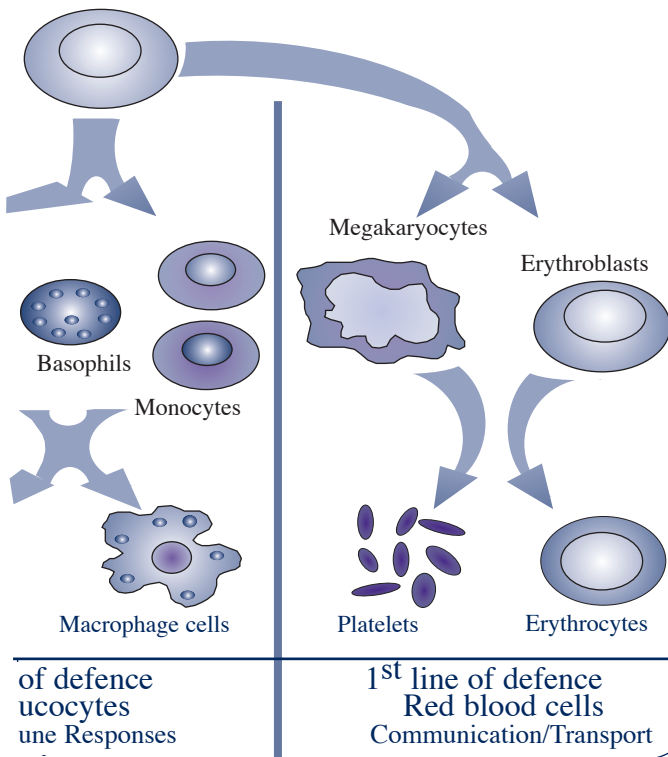 Megakaryocytes
Erythroblasts
Basophils
Monocytes
Macrophage cells
Platelets
Erythrocytes
of defence
ucocytes
une Responses
1st line of defence
Red blood cells
Communication/Transport